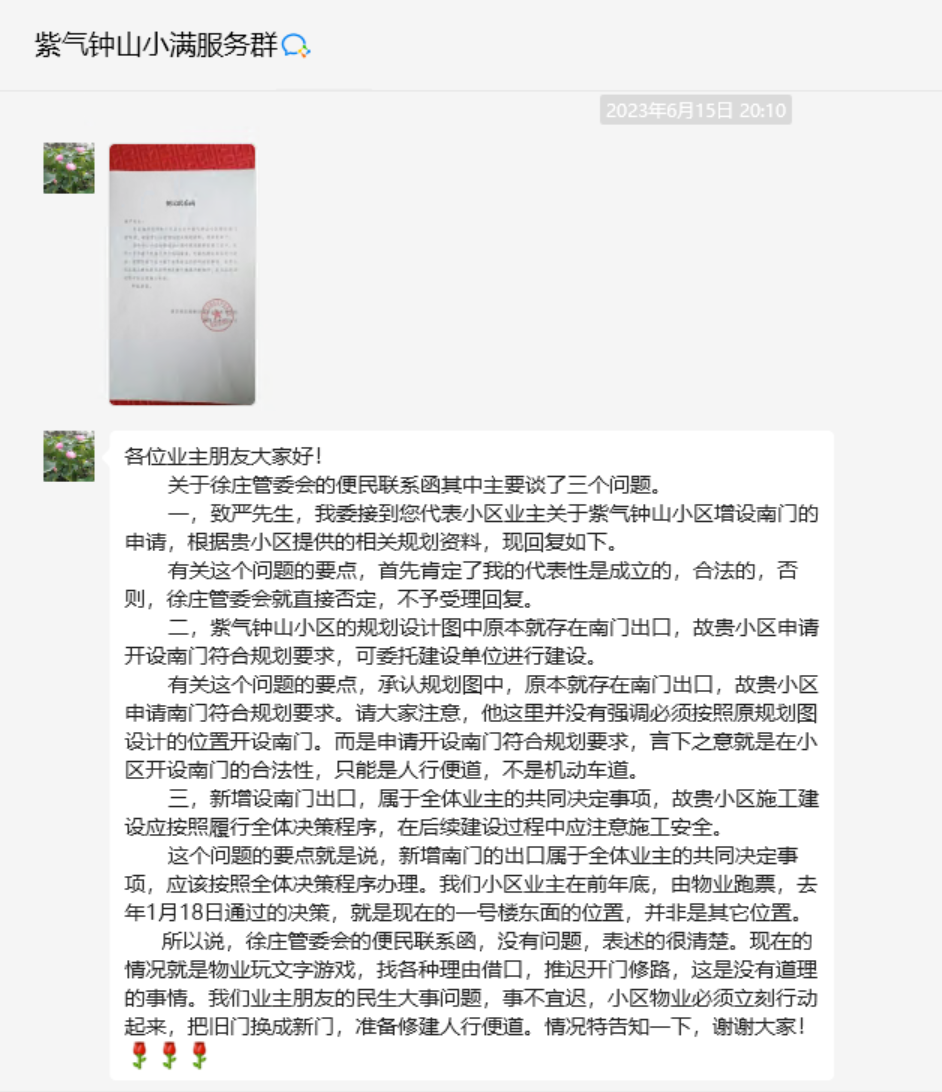 紫气钟山小满服务群
2023年6月15日 20:10
各位业主朋友大家好！
关于徐庄管委会的便民联系函其中主要谈了三个问题。
一，致严先生，我委接到您代表小区业主关于紫气钟山小区增设南门的
申请，根据贵小区提供的相关规划资料，现回复如下。
有关这个问题的要点，首先肯定了我的代表性是成立的，合法的，否
则，徐庄管委会就直接否定，不予受理回复。
二，紫气钟山小区的规划设计图中原本就存在南门出口，故贵小区申请
开设南门符合规划要求，可委托建设单位进行建设。
有关这个问题的要点，承认规划图中，原本就存在南门出口，故贵小区
申请南门符合规划要求。请大家注意，他这里并没有强调必须按照原规划图
设计的位置开设南门。而是申请开设南门符合规划要求，言下之意就是在小
区开设南门的合法性，只能是人行便道，不是机动车道。
三，新增设南门出口，属于全体业主的共同决定事项，故贵小区施工建
设应按照履行全体决策程序，在后续建设过程中应注意施工安全。
这个问题的要点就是说，新增南门的出口属于全体业主的共同决定事
项，应该按照全体决策程序办理。我们小区业主在前年底，由物业跑票，去
年1月18日通过的决策，就是现在的一号楼东面的位置，并非是其它位置。
所以说，徐庄管委会的便民联系函，没有问题，表述的很清楚。现在的
情况就是物业玩文字游戏，找各种理由借口，推迟开门修路，这是没有道理
的事情。我们业主朋友的民生大事问题，事不宜迟，小区物业必须立刻行动
起来，把旧门换成新门，准备修建人行便道。情况特告知一下，谢谢大家！